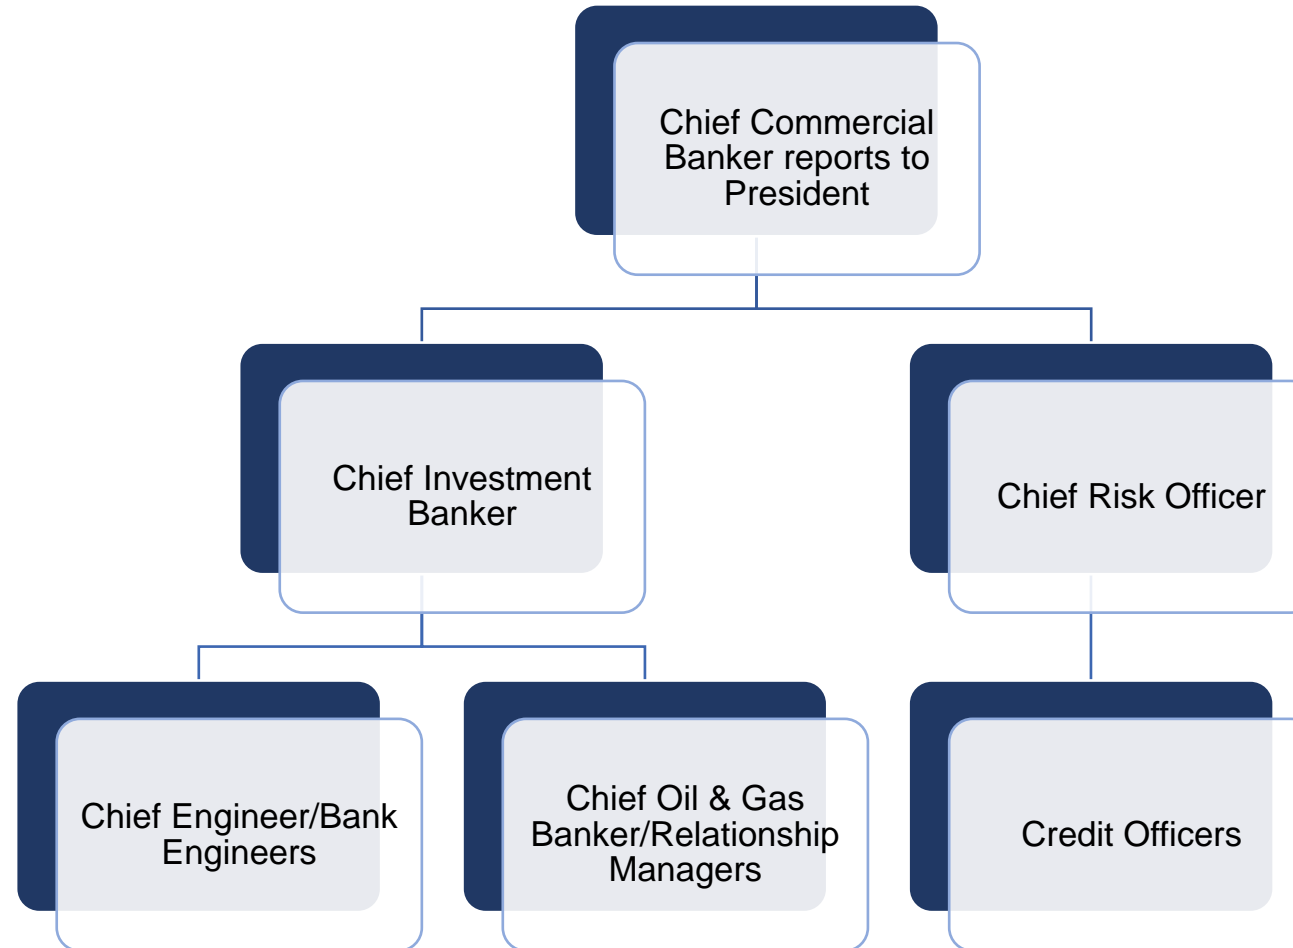 Chief Commercial
Banker reports to
President
Chief Investment
Banker
Chief Risk Officer
Chief Engineer/Bank
Engineers
Chief Oil & Gas
Banker/Relationship
Managers
Credit Officers